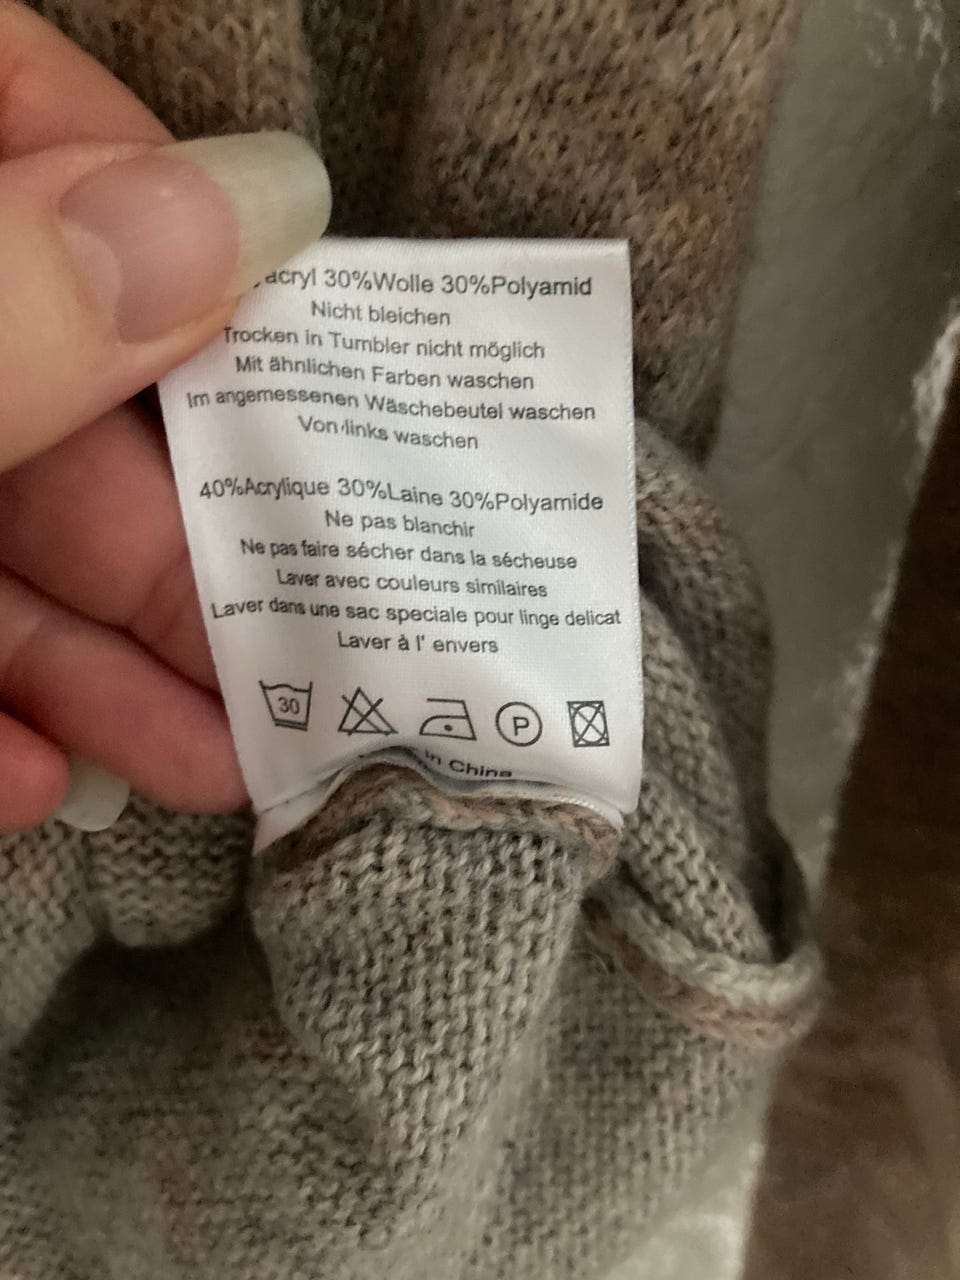 acryl 30%Wolle 30%Polyamid
Nicht bleichen
Trocken in Tumbler nicht möglich
Mit ähnlichen Farben waschen
Im angemessenen Wäschebeutel waschen
Von links waschen
40%Acrylique 30%Laine 30%Polyamide
Ne pas blanchir
Ne pas faire sécher dans la sécheuse
Laver avec couleurs similaires
Laver dans une sac speciale pour linge delicat
Laver à l' envers
30
P
in China